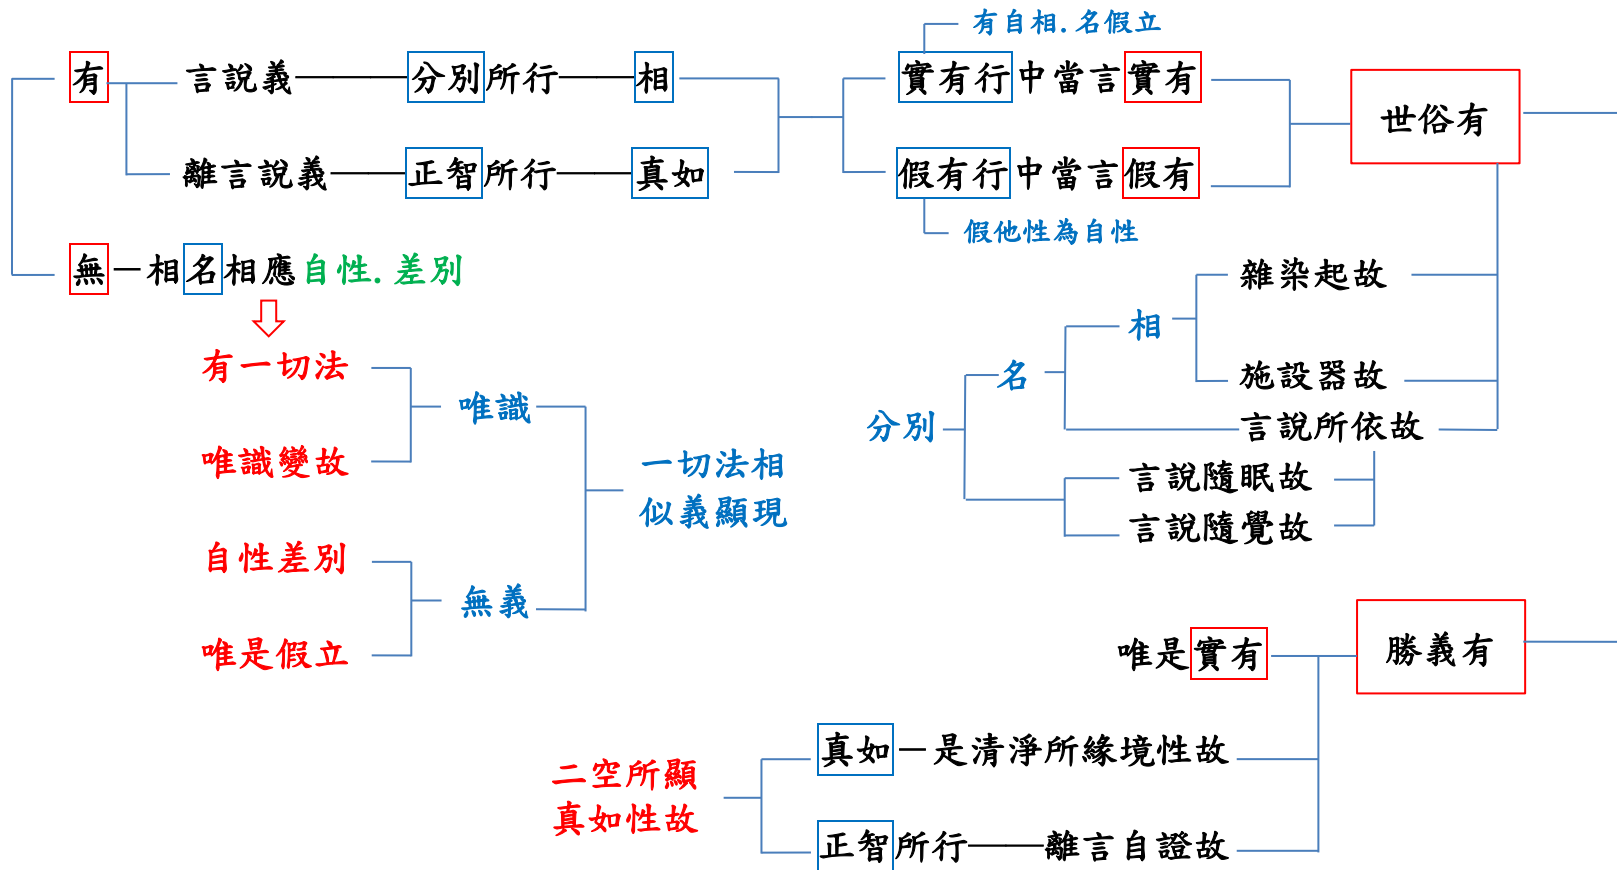 有自相.名假立
有 言說義——分別所行——相 實有行中當言實有
世俗有
離言說義——正智所行——真如 假有行中當言假有
假他性為自性
無－相名相應自性.差別
雜染起故
相
有一切法 名 施設器故
唯識 分別 言說所依故
唯識變故 一切法相 言說隨眠故
似義顯現 言說隨覺故
自性差別
無義
唯是假立 唯是實有 勝義有
真如－是清淨所緣境性故
二空所顯
真如性故
正智所行——離言自證故